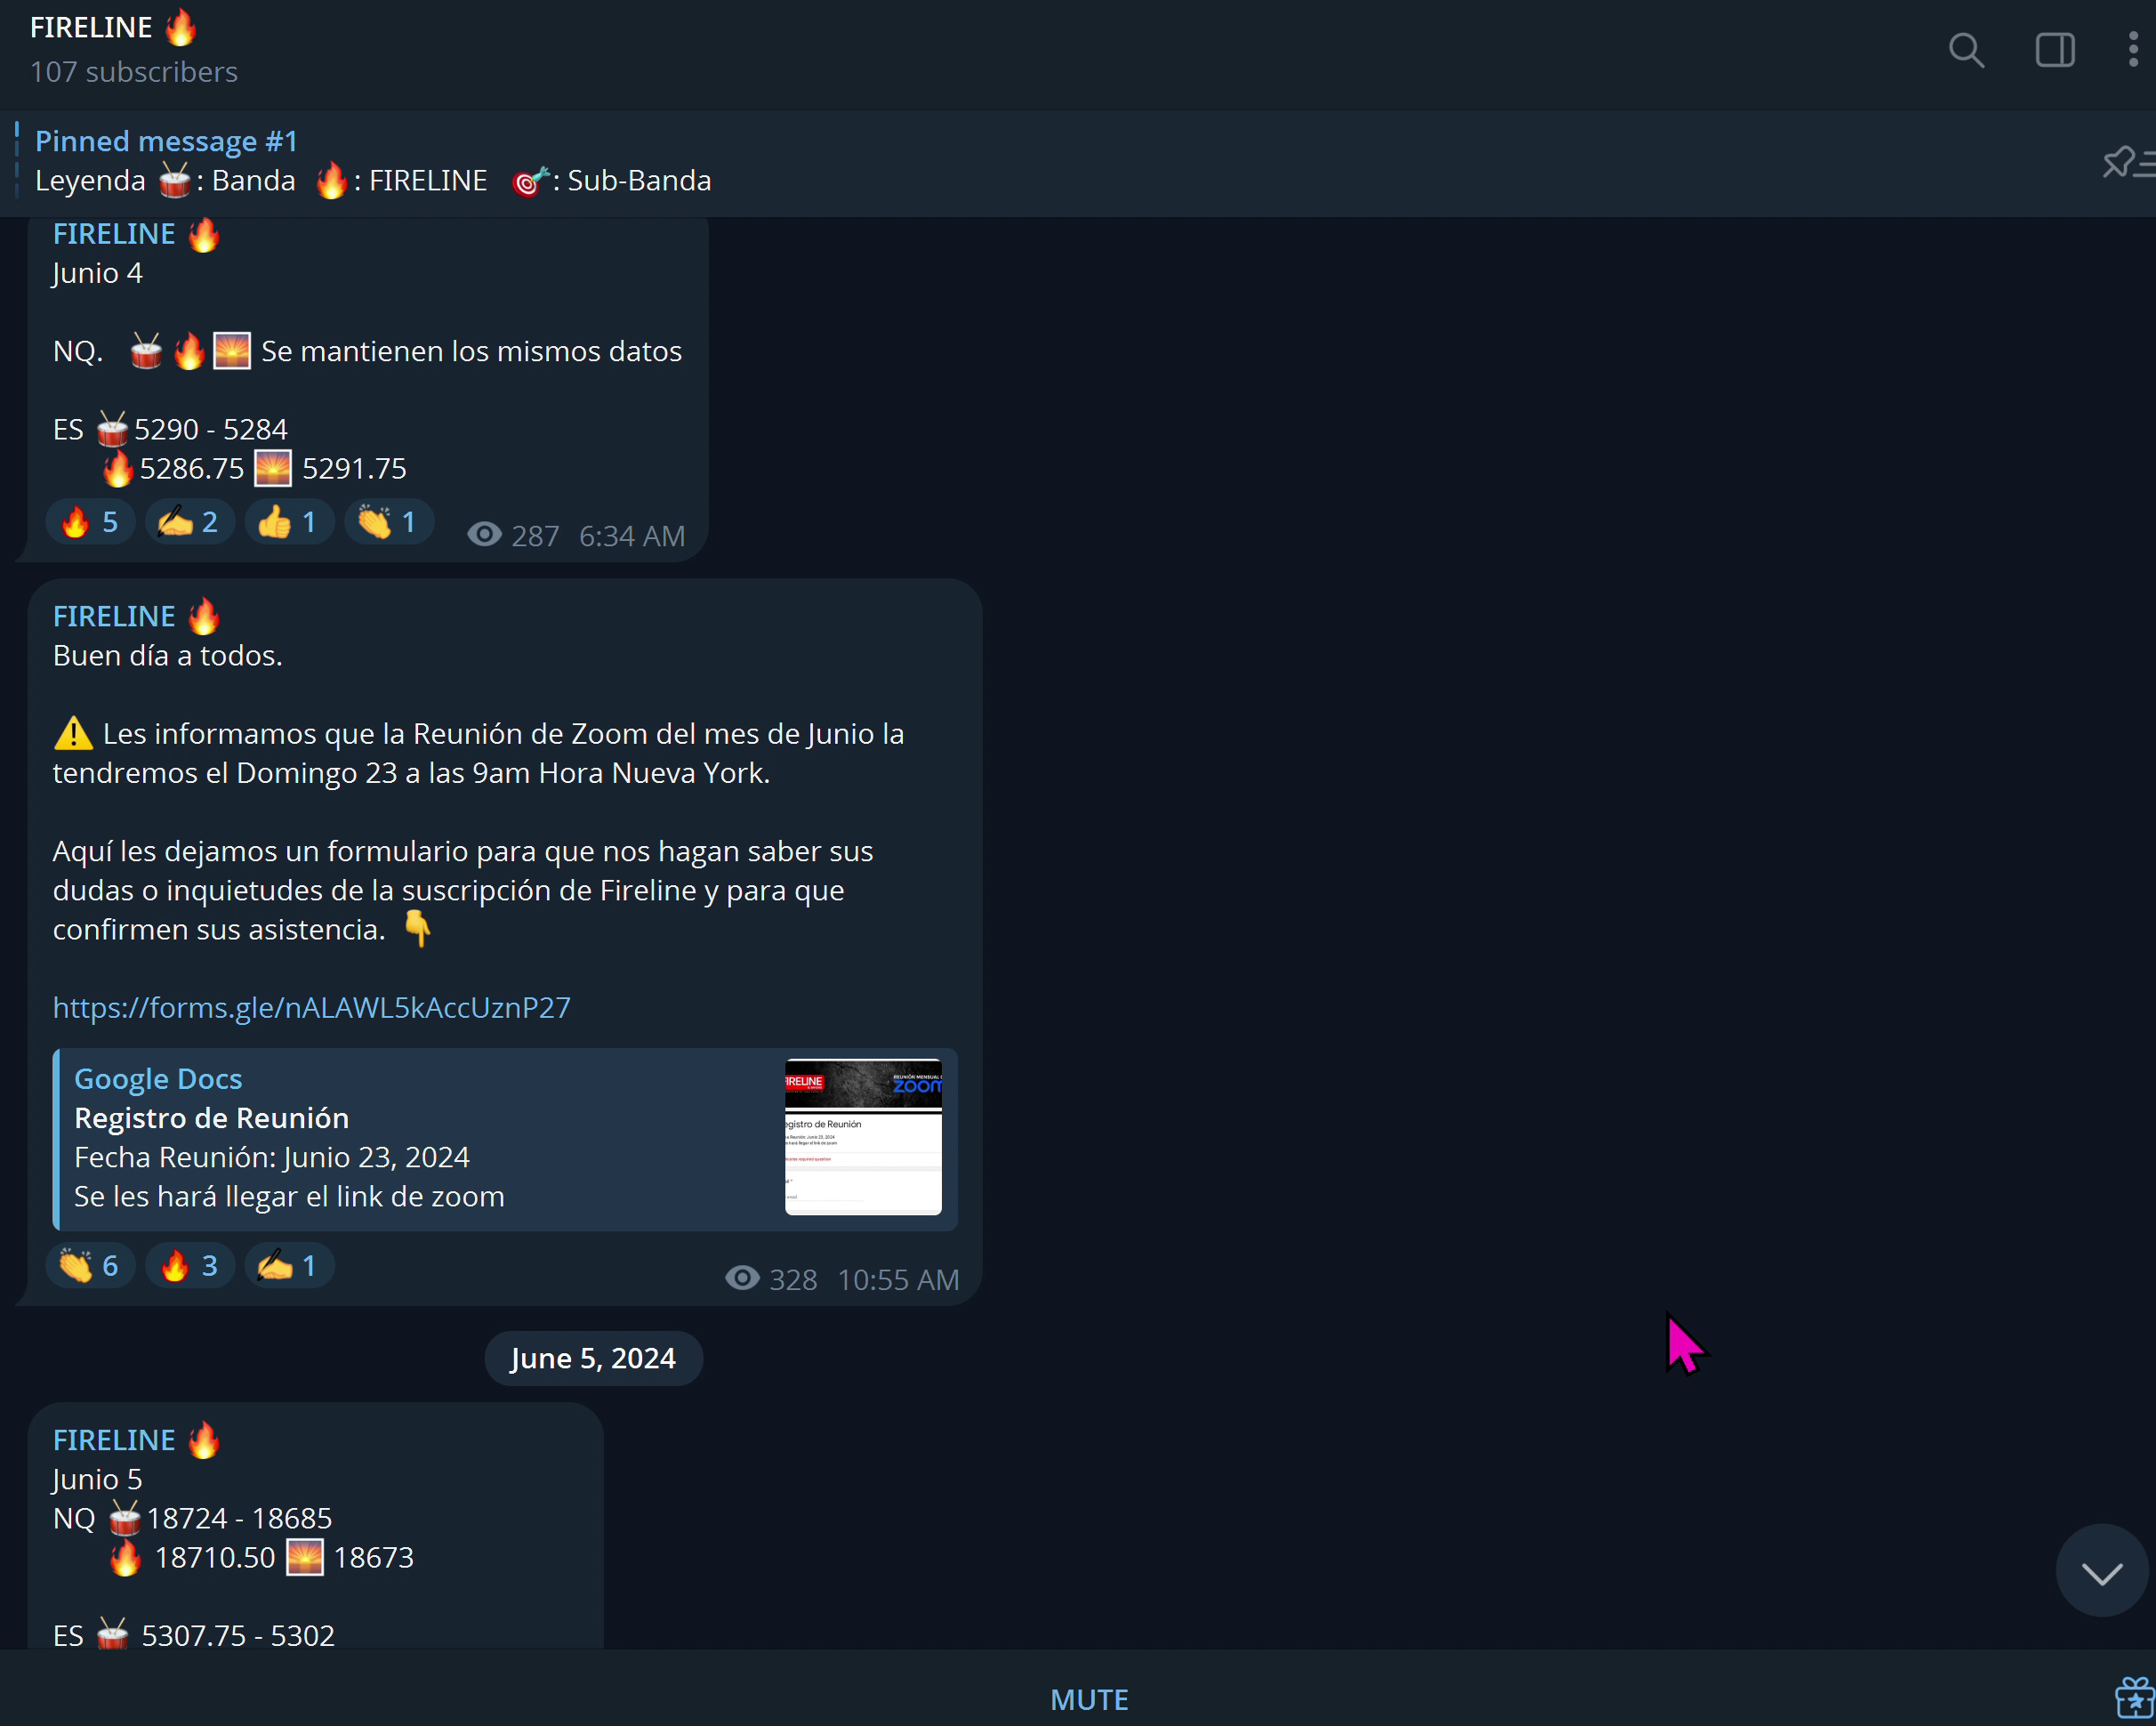 FIRELINE 🔥
107 subscribers
Pinned message #1
Leyenda 🥁: Banda 🔥: FIRELINE 🎯: Sub-Banda
FIRELINE 🔥
Junio 4
NQ. 🥁🔥🌅 Se mantienen los mismos datos
ES 🥁5290 - 5284
🔥5286.75 🌅 5291.75
🔥 5 ✍️ 2 👍 1 👏 1 287 6:34 AM
FIRELINE 🔥
Buen día a todos.
⚠️ Les informamos que la Reunión de Zoom del mes de Junio la
tendremos el Domingo 23 a las 9am Hora Nueva York.
Aquí les dejamos un formulario para que nos hagan saber sus
dudas o inquietudes de la suscripción de Fireline y para que
confirmen sus asistencia. 👇
https://forms.gle/nALAWL5kAccUznP27
Google Docs
Registro de Reunión
Fecha Reunión: Junio 23, 2024
Se les hará llegar el link de zoom
👏 6 🔥 3 ✍️ 1 328 10:55 AM
June 5, 2024
FIRELINE 🔥
Junio 5
NQ 🥁18724 - 18685
🔥 18710.50 🌅 18673
ES 🥁 5307.75 - 5302
MUTE